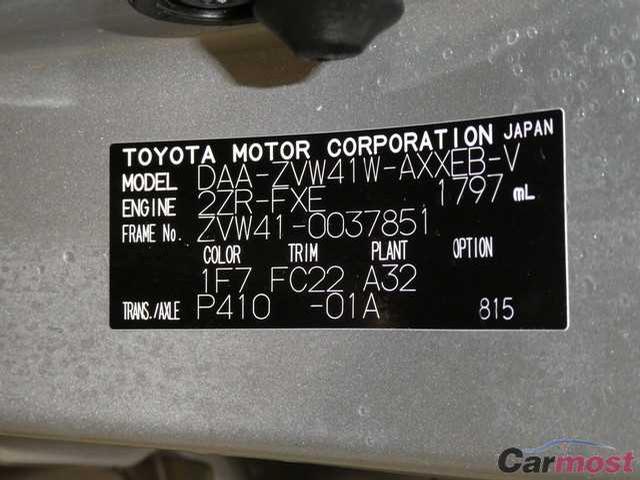 TOYOTA MOTOR CORPORATION JAPAN
MODEL DAA-ZVW41W-AXXEB-V
ENGINE 2ZR-FXE 1797 mL
FRAME No. ZVW41-0037851
COLOR TRIM PLANT OPTION
1F7 FC22 A32
TRANS./AXLE P410 -01A 815
Carmost